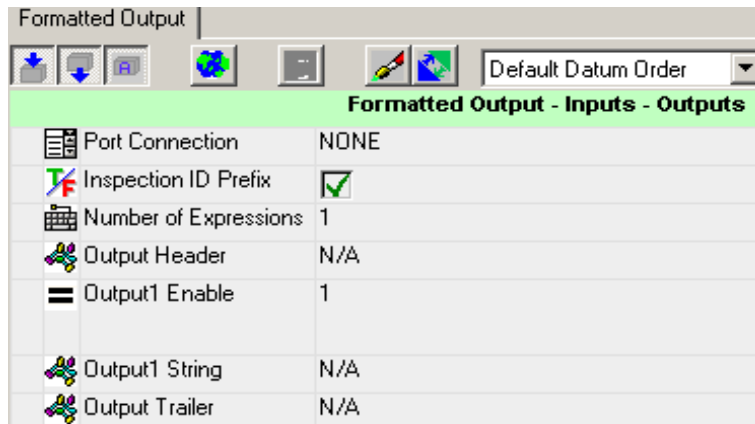 Formatted Output
A
Default Datum Order
Formatted Output - Inputs - Outputs
Port Connection NONE
T/F Inspection ID Prefix
Number of Expressions 1
Output Header N/A
Output1 Enable 1
Output1 String N/A
Output Trailer N/A